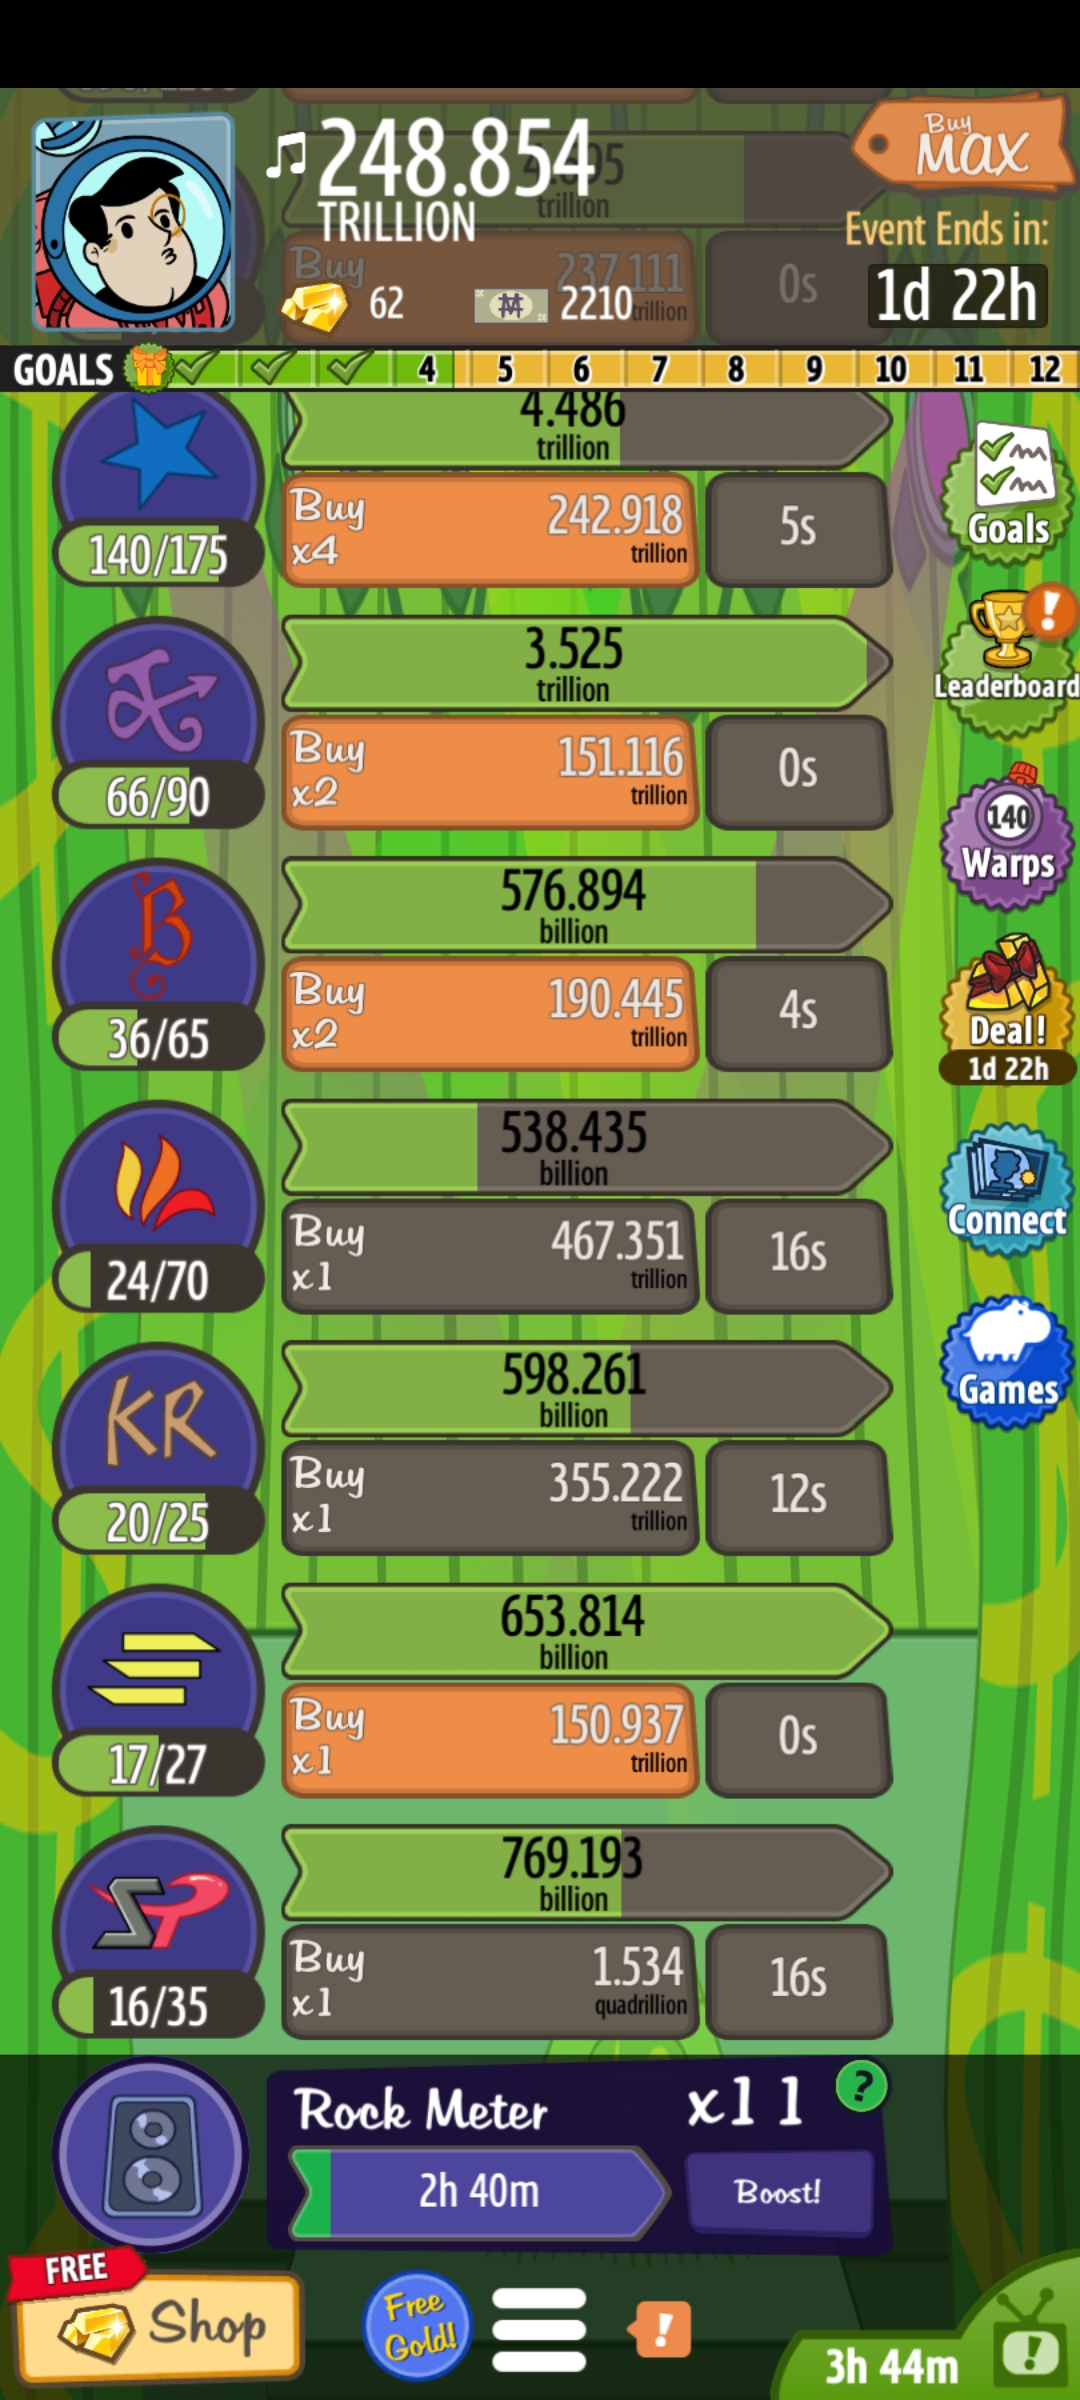 248.854
TRILLION
Buy
MAX
Event Ends in:
1d 22h
62
2210
trillion
Buy
237.111
trillion
0s
GOALS
4
5
6
7
8
9
10
11
12
4.486
trillion
140/175
Buy
x4
242.918
trillion
5s
Goals
3.525
trillion
66/90
Buy
x2
151.116
trillion
0s
Leaderboard
576.894
billion
36/65
Buy
x2
190.445
trillion
4s
140
Warps
Deal!
1d 22h
538.435
billion
24/70
Buy
x1
467.351
trillion
16s
Connect
598.261
billion
KR
20/25
Buy
x1
355.222
trillion
12s
Games
653.814
billion
17/27
Buy
x1
150.937
trillion
0s
769.193
billion
SP
16/35
Buy
x1
1.534
quadrillion
16s
Rock Meter
x11
?
2h 40m
Boost!
FREE
Shop
Free
Gold!
!
3h 44m